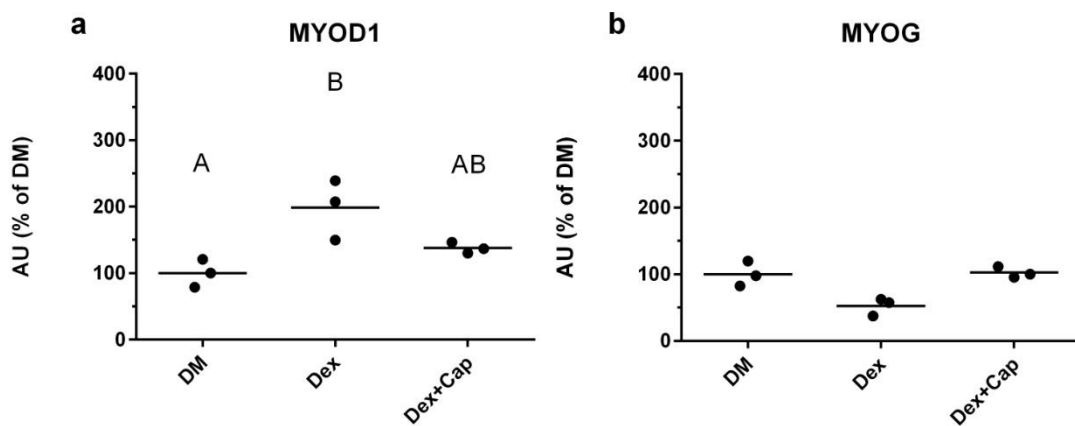 a
MYOD1
AU (% of DM)
400
300
200
100
0
A
B
AB
DM
Dex
Dex+Cap
b
MYOG
AU (% of DM)
400
300
200
100
0
DM
Dex
Dex+Cap